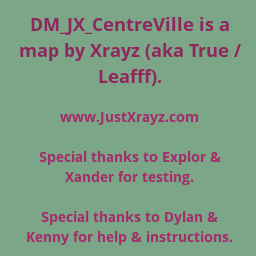 DM_JX_CentreVille is a
map by Xrayz (aka True /
Leafff).
www.JustXrayz.com
Special thanks to Explor &
Xander for testing.
Special thanks to Dylan &
Kenny for help & instructions.